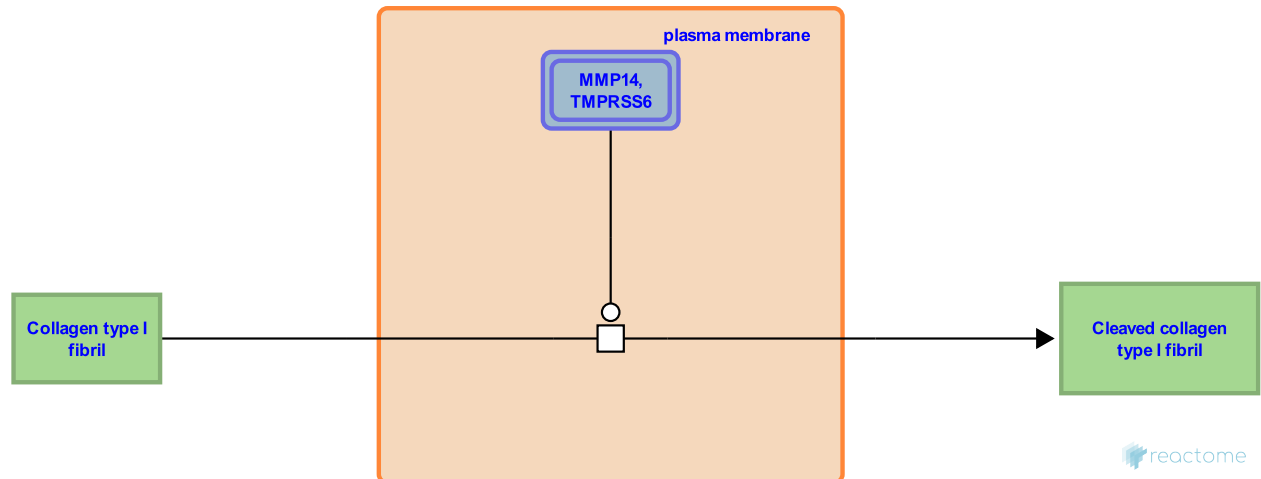 plasma membrane
MMP14,
TMPRSS6
Collagen type I
fibril
Cleaved collagen
type I fibril
reactome